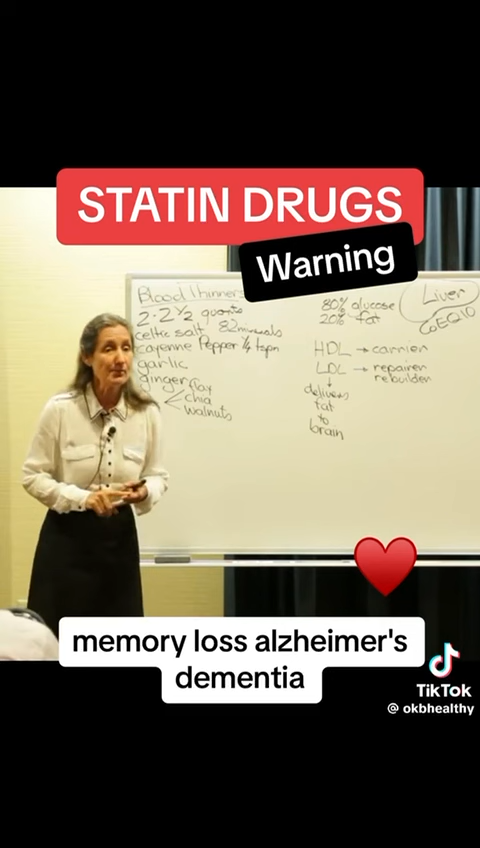 STATIN DRUGS
Warning
Blood Thinners
2-2½ quarts
celtic salt 82minerals
cayenne Pepper ¼ tspn
garlic
ginger
flax
chia
walnuts
80% glucose
20% fat
Liver
CoEQ10
HDL → carrier
LDL → repairer
rebuilder
delivers
fat
to
brain
memory loss alzheimer's
dementia
TikTok
@ okbhealthy